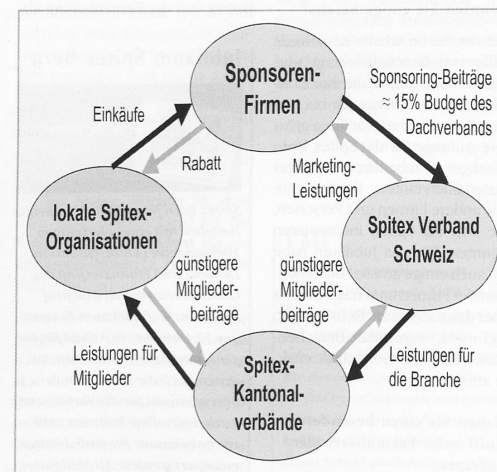 Sponsoren-
Firmen
Einkäufe
Rabatt
Sponsoring-Beiträge
≈ 15% Budget des
Dachverbands
Marketing-
Leistungen
lokale Spitex-
Organisationen
Spitex Verband
Schweiz
günstigere
Mitglieder-
beiträge
günstigere
Mitglieder-
beiträge
Leistungen für
Mitglieder
Spitex-
Kantonal-
verbände
Leistungen für
die Branche